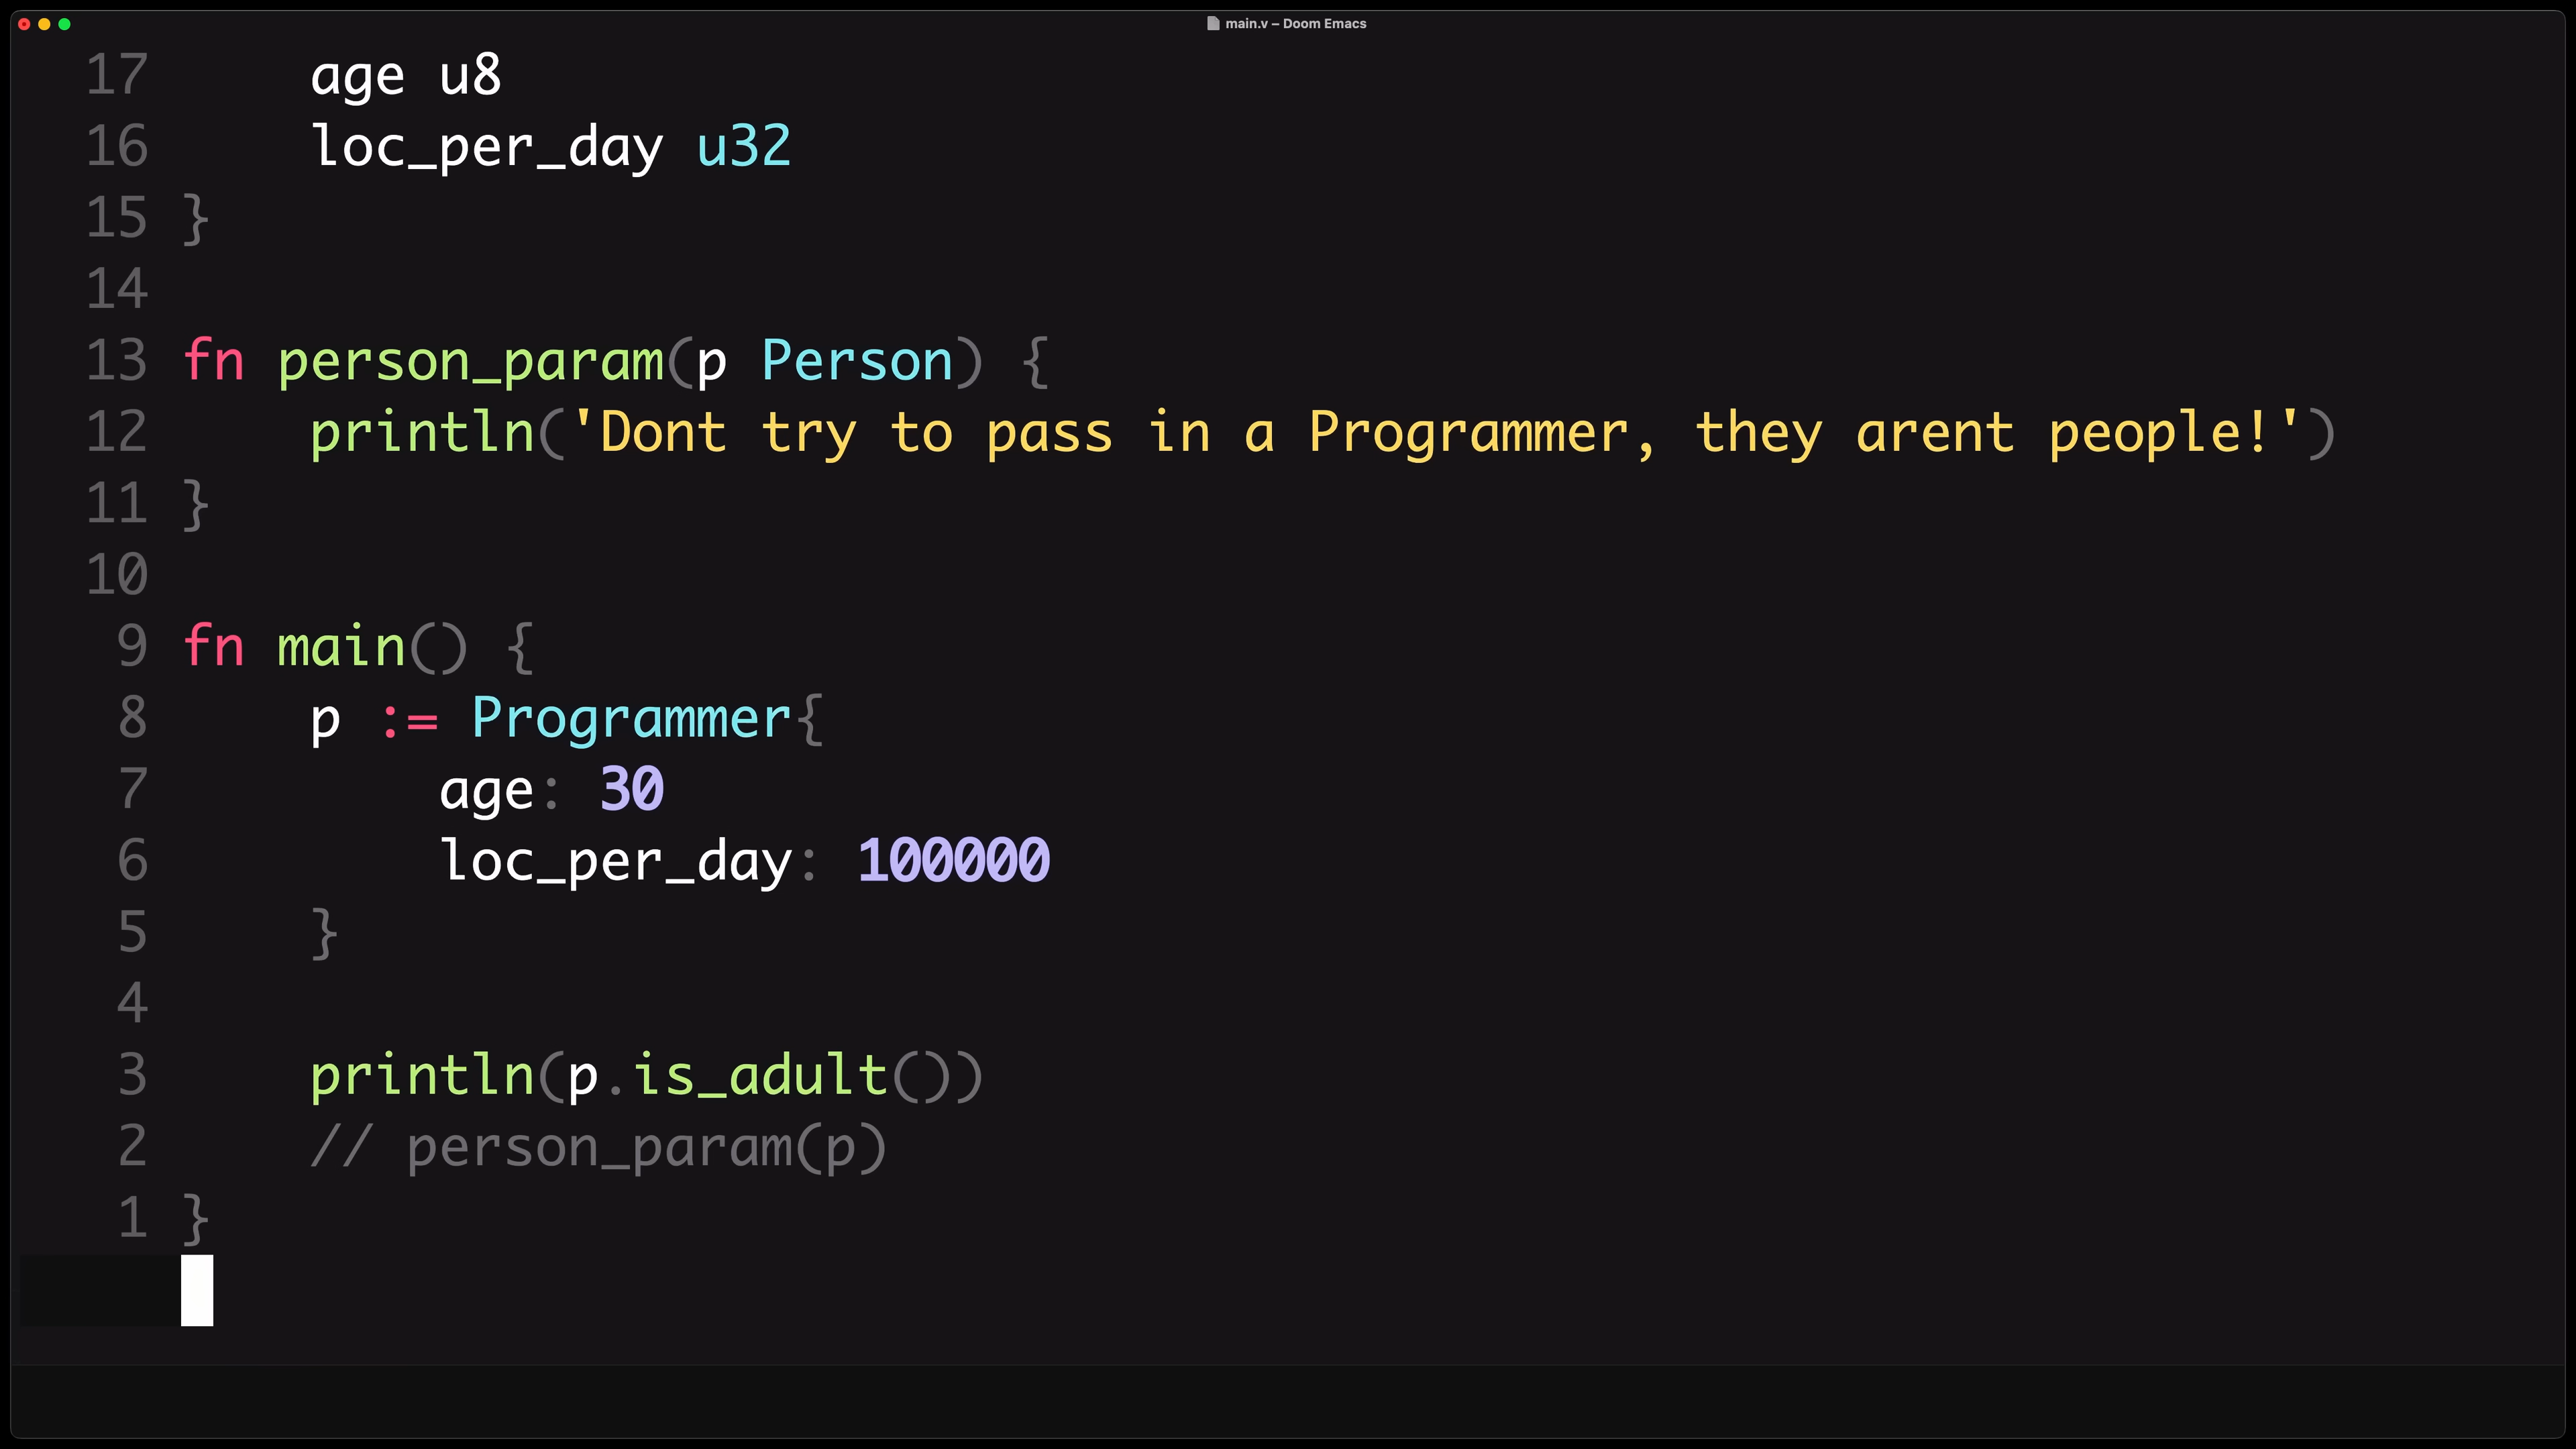 main.v – Doom Emacs
17 age u8
16 loc_per_day u32
15 }
14
13 fn person_param(p Person) {
12 println('Dont try to pass in a Programmer, they arent people!')
11 }
10
9 fn main() {
8 p := Programmer{
7 age: 30
6 loc_per_day: 100000
5 }
4
3 println(p.is_adult())
2 // person_param(p)
1 }